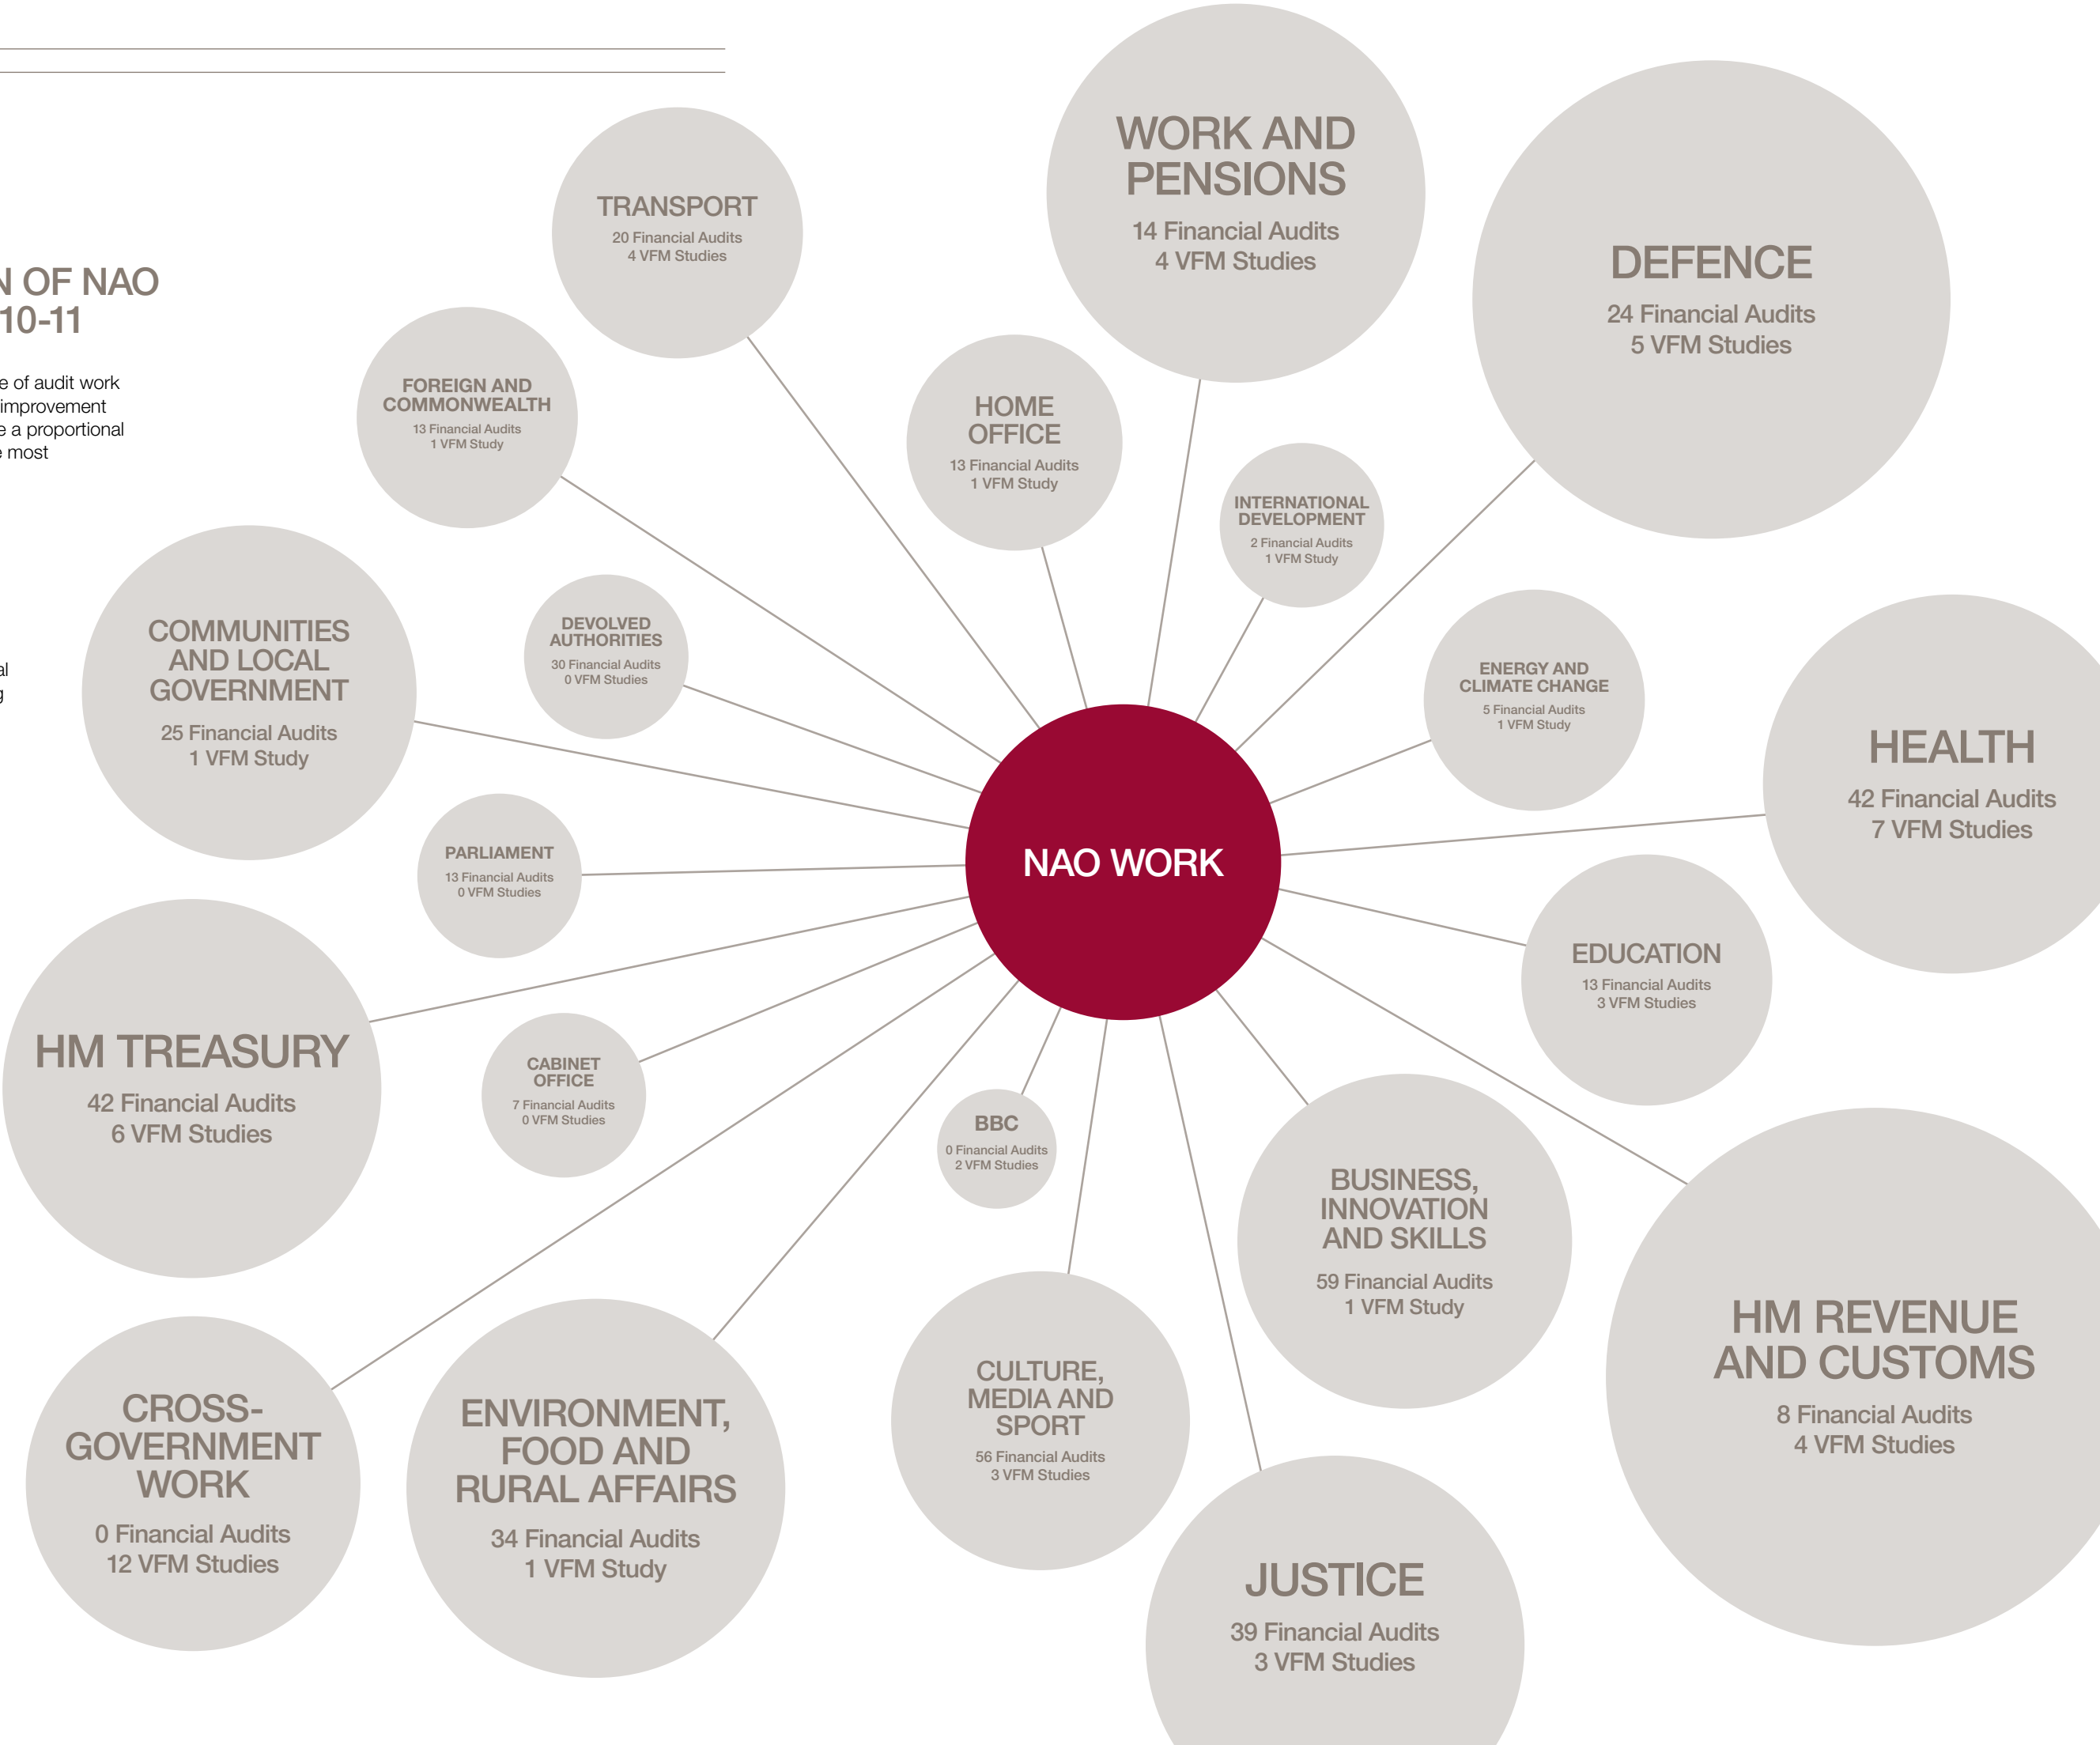 N OF NAO
10-11
e of audit work
improvement
e a proportional
e most
al
g
TRANSPORT
20 Financial Audits
4 VFM Studies
WORK AND
PENSIONS
14 Financial Audits
4 VFM Studies
DEFENCE
24 Financial Audits
5 VFM Studies
FOREIGN AND
COMMONWEALTH
13 Financial Audits
1 VFM Study
HOME
OFFICE
13 Financial Audits
1 VFM Study
INTERNATIONAL
DEVELOPMENT
2 Financial Audits
1 VFM Study
COMMUNITIES
AND LOCAL
GOVERNMENT
25 Financial Audits
1 VFM Study
DEVOLVED
AUTHORITIES
30 Financial Audits
0 VFM Studies
ENERGY AND
CLIMATE CHANGE
5 Financial Audits
1 VFM Study
HEALTH
42 Financial Audits
7 VFM Studies
PARLIAMENT
13 Financial Audits
0 VFM Studies
NAO WORK
EDUCATION
13 Financial Audits
3 VFM Studies
HM TREASURY
42 Financial Audits
6 VFM Studies
CABINET
OFFICE
7 Financial Audits
0 VFM Studies
BBC
0 Financial Audits
2 VFM Studies
BUSINESS,
INNOVATION
AND SKILLS
59 Financial Audits
1 VFM Study
HM REVENUE
AND CUSTOMS
8 Financial Audits
4 VFM Studies
CROSS-
GOVERNMENT
WORK
0 Financial Audits
12 VFM Studies
ENVIRONMENT,
FOOD AND
RURAL AFFAIRS
34 Financial Audits
1 VFM Study
CULTURE,
MEDIA AND
SPORT
56 Financial Audits
3 VFM Studies
JUSTICE
39 Financial Audits
3 VFM Studies